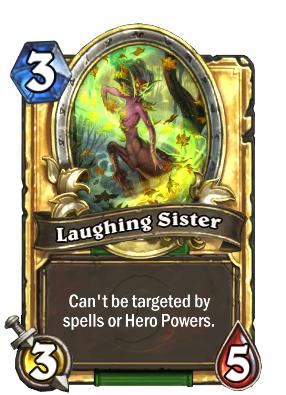 3
Laughing Sister
Can't be targeted by
spells or Hero Powers.
3
5